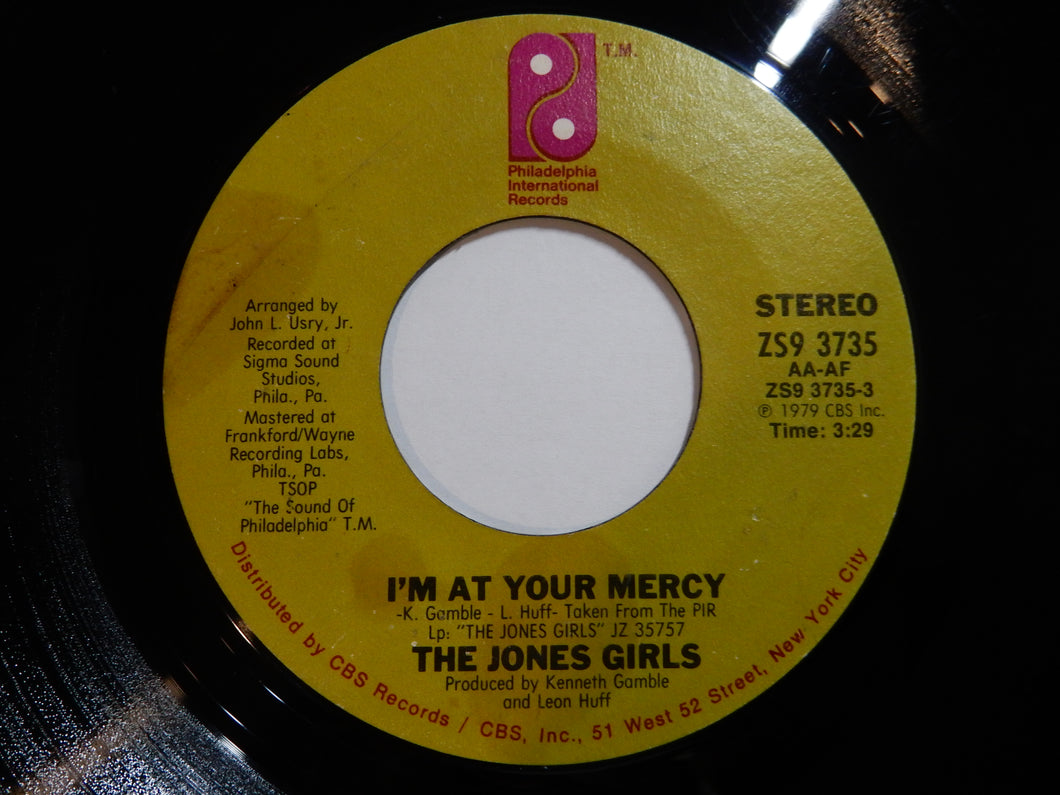 T.M.
Philadelphia
International
Records
Arranged by
John L. Usry, Jr.
Recorded at
Sigma Sound
Studios,
Phila., Pa.
Mastered at
Frankford/Wayne
Recording Labs,
Phila., Pa.
TSOP
"The Sound Of
Philadelphia" T.M.
STEREO
ZS9 3735
AA-AF
ZS9 3735-3
℗ 1979 CBS Inc.
Time: 3:29
I'M AT YOUR MERCY
-K. Gamble - L. Huff- Taken From The PIR
Lp: "THE JONES GIRLS" JZ 35757
THE JONES GIRLS
Produced by Kenneth Gamble
and Leon Huff
Distributed by CBS Records / CBS, Inc., 51 West 52 Street, New York City